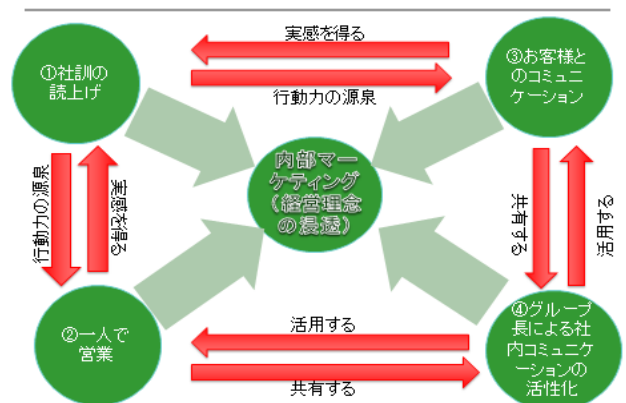 実感を得る
①社訓の
読上げ
③お客様と
のコミュニ
ケーション
行動力の源泉
内部マー
ケティング
(経営理念
の浸透)
行動力の源泉
実感を得る
共有する
活用する
②一人で
営業
活用する
④グループ
長による社
内コミュニケ
ーションの
活性化
共有する